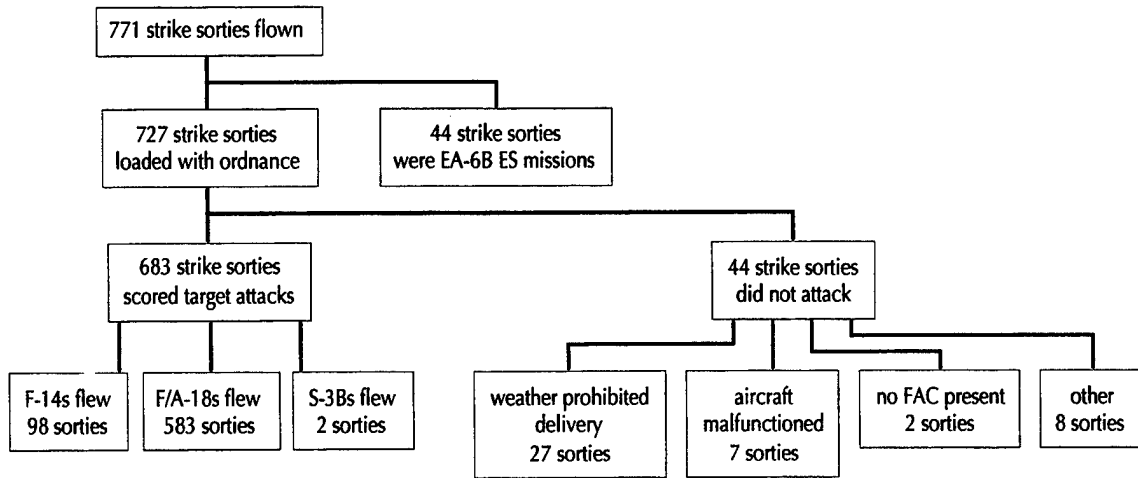 771 strike sorties flown
727 strike sorties
loaded with ordnance
44 strike sorties
were EA-6B ES missions
683 strike sorties
scored target attacks
44 strike sorties
did not attack
F-14s flew
98 sorties
F/A-18s flew
583 sorties
S-3Bs flew
2 sorties
weather prohibited
delivery
27 sorties
aircraft
malfunctioned
7 sorties
no FAC present
2 sorties
other
8 sorties